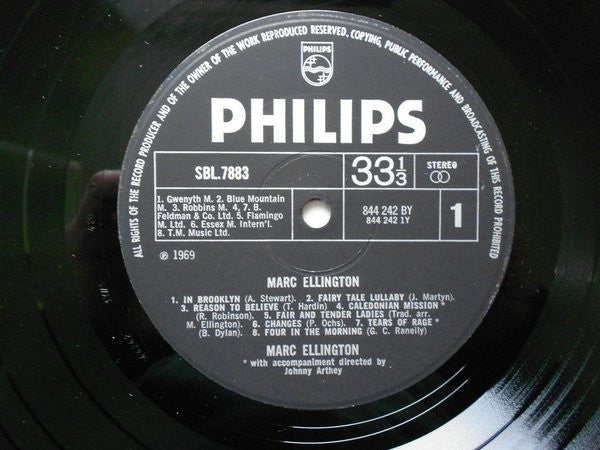 ALL RIGHTS OF THE RECORD PRODUCER AND OF THE OWNER OF THE WORK REPRODUCED RESERVED. COPYING, PUBLIC PERFORMANCE AND BROADCASTING OF THIS RECORD PROHIBITED
PHILIPS
PHILIPS
SBL.7883
33⅓
STEREO
1. Gwenyth M. 2. Blue Mountain
M. 3. Robbins M. 4, 7. B.
Feldman & Co. Ltd. 5. Flamingo
M. Ltd. 6. Essex M. Intern'l.
8. T.M. Music Ltd.
844 242 BY
844 242 1Y
1
℗ 1969
MARC ELLINGTON
1. IN BROOKLYN (A. Stewart). 2. FAIRY TALE LULLABY (J. Martyn).
3. REASON TO BELIEVE (T. Hardin) 4. CALEDONIAN MISSION*
(R. Robinson). 5. FAIR AND TENDER LADIES (Trad. arr.
M. Ellington). 6. CHANGES (P. Ochs). 7. TEARS OF RAGE*
(B. Dylan). 8. FOUR IN THE MORNING (G. C. Raneily)
MARC ELLINGTON
* with accompaniment directed by
Johnny Arthey